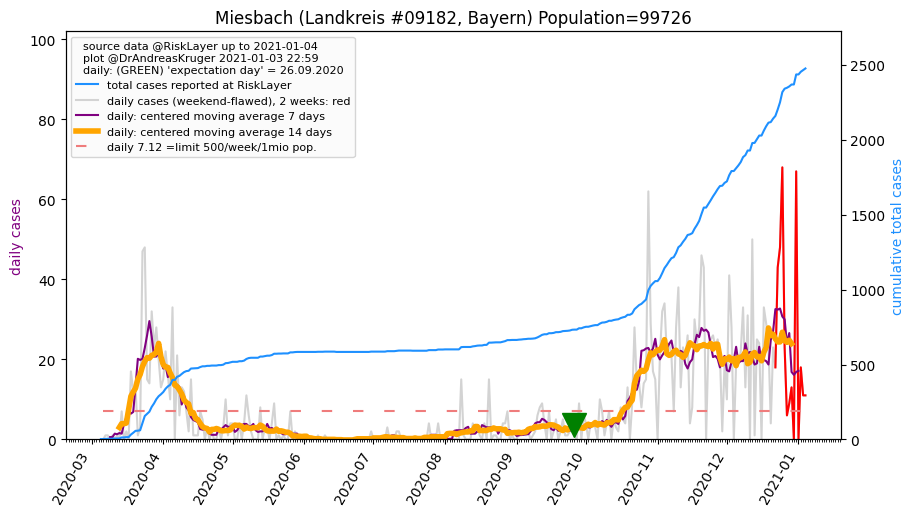 Miesbach (Landkreis #09182, Bayern) Population=99726
source data @RiskLayer up to 2021-01-04
plot @DrAndreasKruger 2021-01-03 22:59
daily: (GREEN) 'expectation day' = 26.09.2020
total cases reported at RiskLayer
daily cases (weekend-flawed), 2 weeks: red
daily: centered moving average 7 days
daily: centered moving average 14 days
daily 7.12 =limit 500/week/1mio pop.
daily cases
100
80
60
40
20
0
cumulative total cases
2500
2000
1500
1000
500
0
2020-03
2020-04
2020-05
2020-06
2020-07
2020-08
2020-09
2020-10
2020-11
2020-12
2021-01